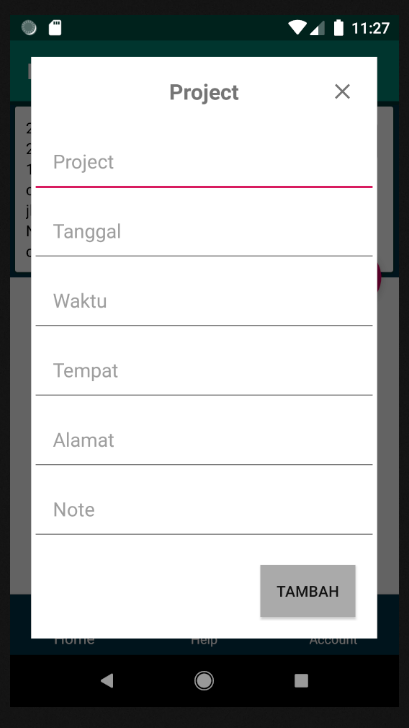 11:27
Project
Project
Tanggal
Waktu
Tempat
Alamat
Note
TAMBAH
Home
Help
Account